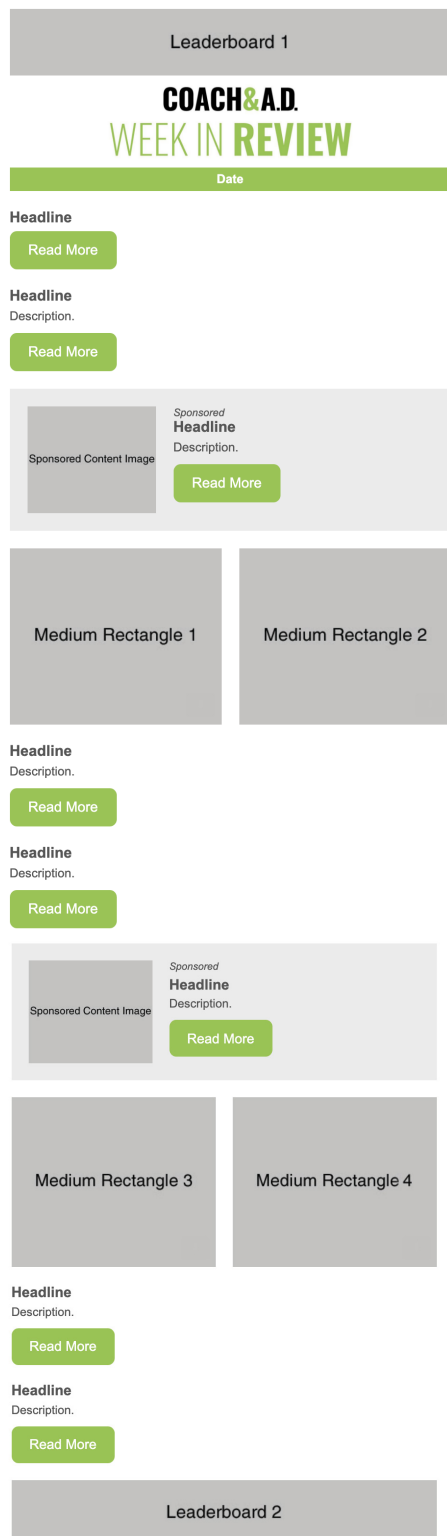 Leaderboard 1
COACH&A.D.
WEEK IN REVIEW
Date
Headline
Read More
Headline
Description.
Read More
Sponsored Content Image
Sponsored
Headline
Description.
Read More
Medium Rectangle 1
Medium Rectangle 2
Headline
Description.
Read More
Headline
Description.
Read More
Sponsored Content Image
Sponsored
Headline
Description.
Read More
Medium Rectangle 3
Medium Rectangle 4
Headline
Description.
Read More
Headline
Description.
Read More
Leaderboard 2